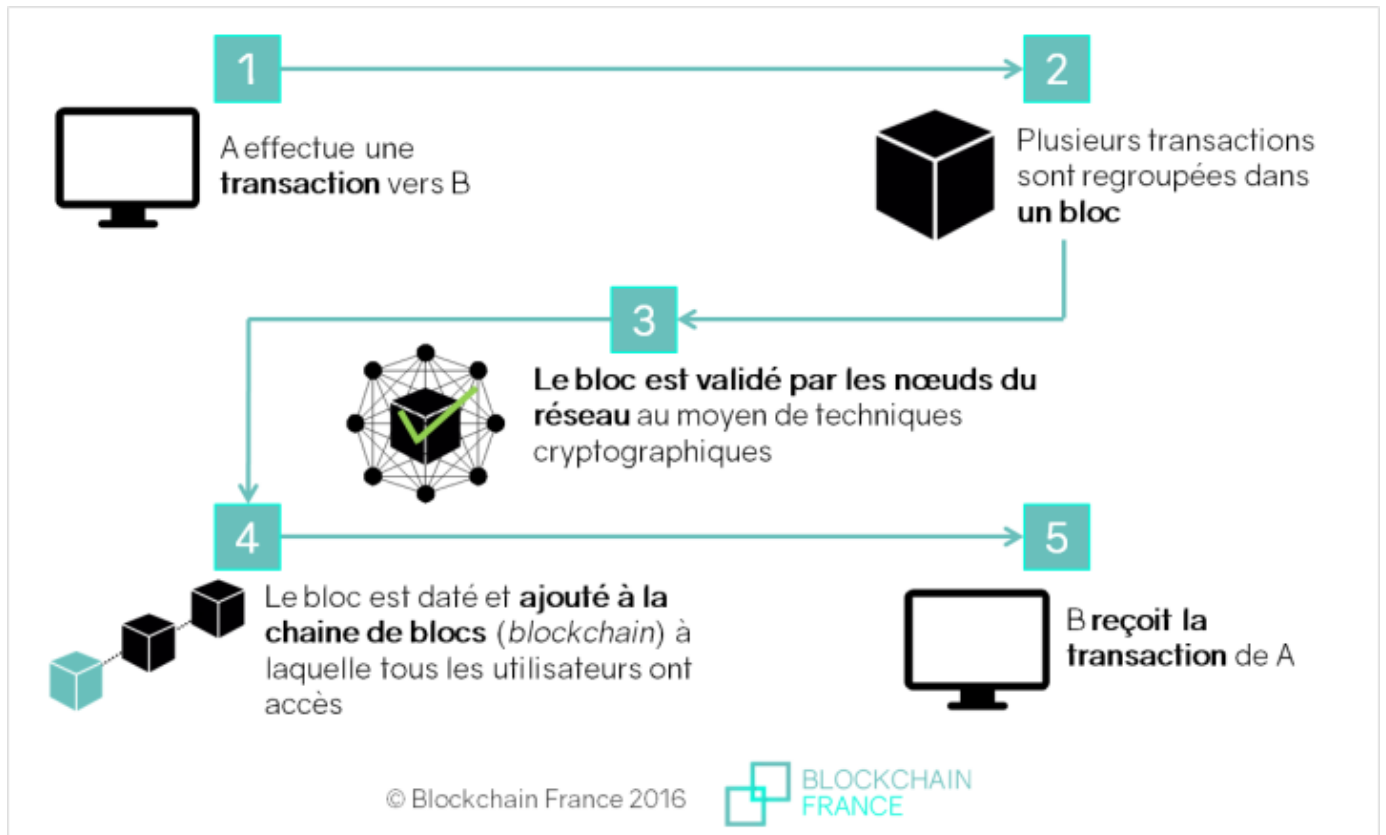 1
2
A effectue une
transaction vers B
Plusieurs transactions
sont regroupées dans
un bloc
3
Le bloc est validé par les nœuds du
réseau au moyen de techniques
cryptographiques
4
5
Le bloc est daté et ajouté à la
chaine de blocs (blockchain) à
laquelle tous les utilisateurs ont
accès
B reçoit la
transaction de A
© Blockchain France 2016
BLOCKCHAIN
FRANCE